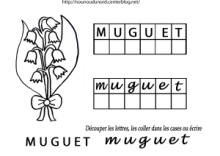 http://nounoudunord.centerblog.net/
MUGUET
muguet
Découper les lettres, les coller dans les cases ou écrire
MUGUET muguet